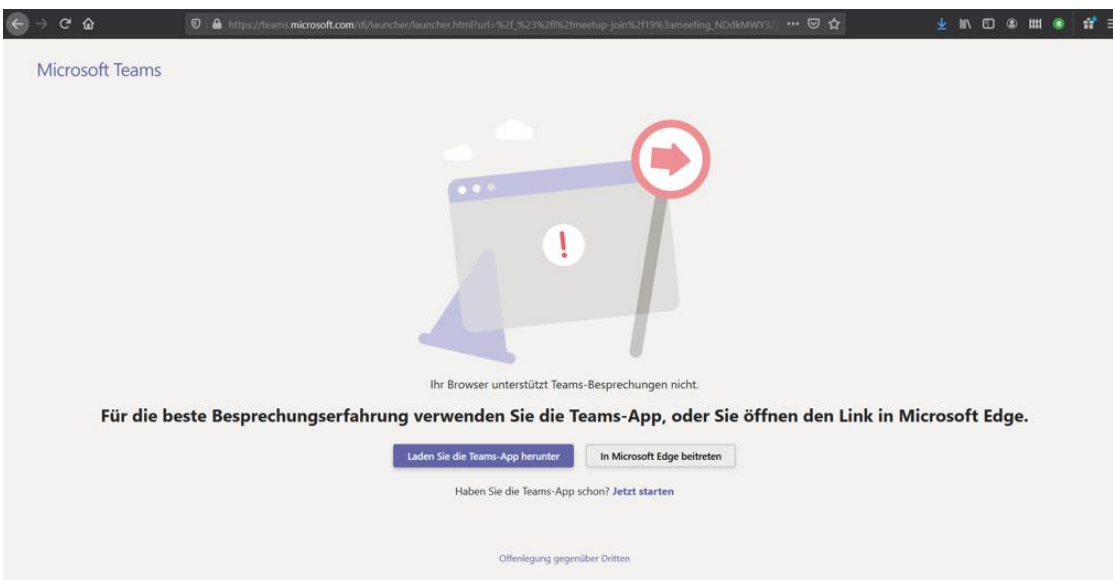 https://teams.microsoft.com/dl/launcher/launcher.html?url=%2f_%23%2fl%2fmeetup-join%2f19%3ameeting_
Microsoft Teams
Ihr Browser unterstützt Teams-Besprechungen nicht.
Für die beste Besprechungserfahrung verwenden Sie die Teams-App, oder Sie öffnen den Link in Microsoft Edge.
Laden Sie die Teams-App herunter In Microsoft Edge beitreten
Haben Sie die Teams-App schon? Jetzt starten
Offenlegung gegenüber Dritten